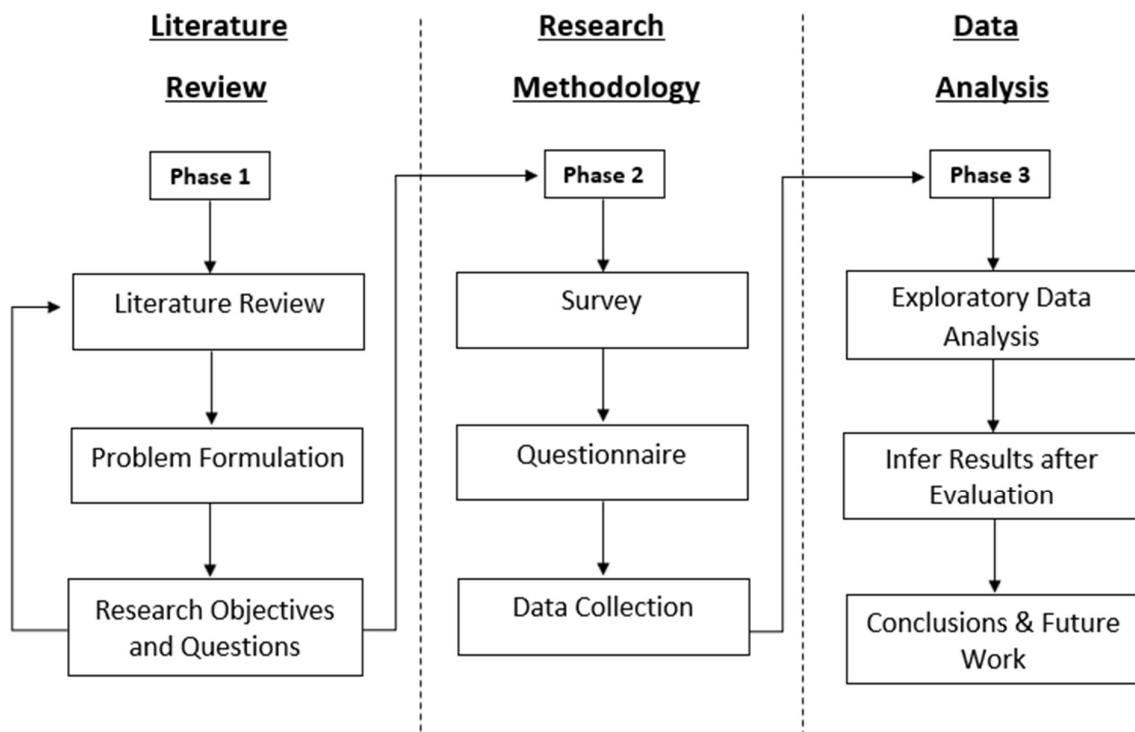 Literature
Review
Phase 1
Literature Review
Problem Formulation
Research Objectives
and Questions
Research
Methodology
Phase 2
Survey
Questionnaire
Data Collection
Data
Analysis
Phase 3
Exploratory Data
Analysis
Infer Results after
Evaluation
Conclusions & Future
Work